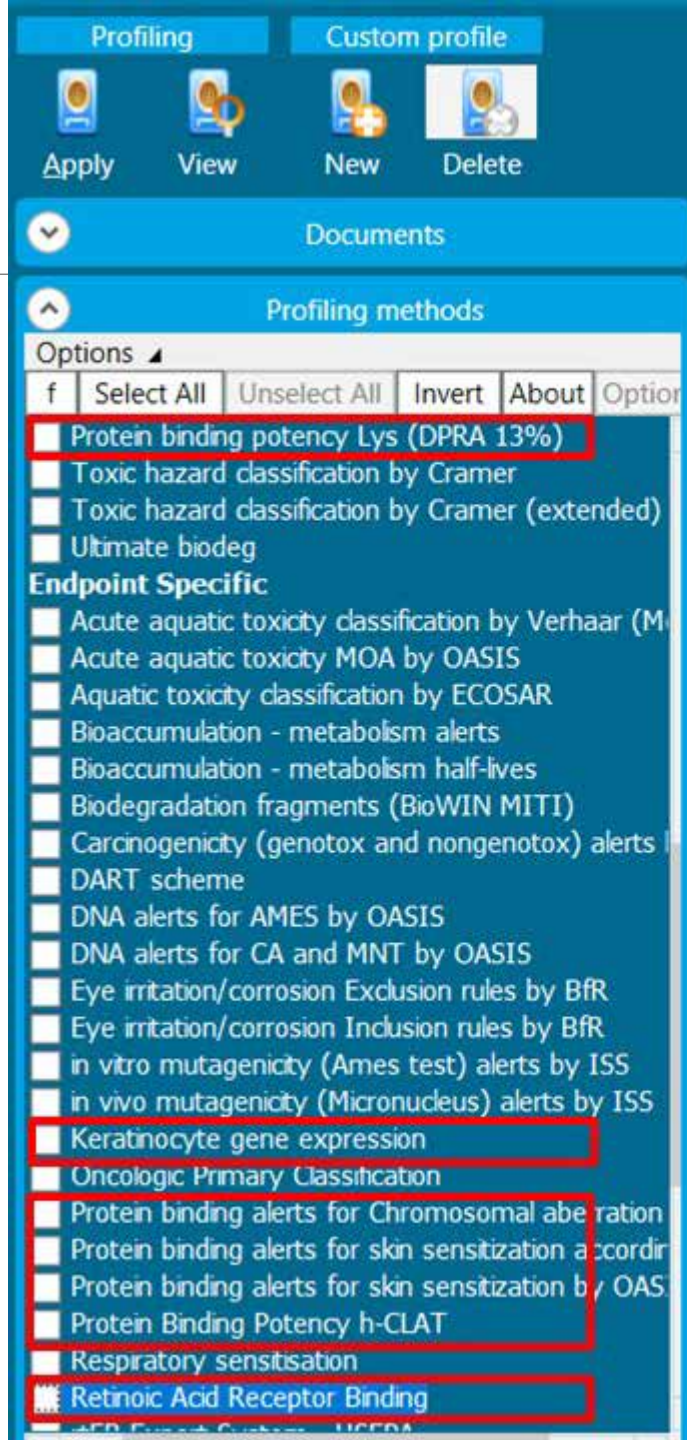 Profiling Custom profile
Apply View New Delete
Documents
Profiling methods
Options
f Select All Unselect All Invert About Option
Protein binding potency Lys (DPRA 13%)
Toxic hazard classification by Cramer
Toxic hazard classification by Cramer (extended)
Ultimate biodeg
Endpoint Specific
Acute aquatic toxicity classification by Verhaar (M
Acute aquatic toxicity MOA by OASIS
Aquatic toxicity classification by ECOSAR
Bioaccumulation - metabolism alerts
Bioaccumulation - metabolism half-lives
Biodegradation fragments (BioWIN MITI)
Carcinogenicity (genotox and nongenotox) alerts
DART scheme
DNA alerts for AMES by OASIS
DNA alerts for CA and MNT by OASIS
Eye irritation/corrosion Exclusion rules by BfR
Eye irritation/corrosion Inclusion rules by BfR
in vitro mutagenicity (Ames test) alerts by ISS
in vivo mutagenicity (Micronucleus) alerts by ISS
Keratinocyte gene expression
Oncologic Primary Classification
Protein binding alerts for Chromosomal aberration
Protein binding alerts for skin sensitization accordin
Protein binding alerts for skin sensitization by OAS
Protein Binding Potency h-CLAT
Respiratory sensitisation
Retinoic Acid Receptor Binding